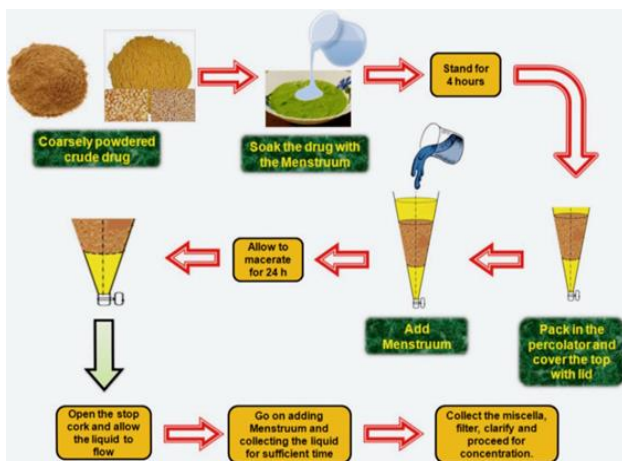 Coarsely powdered
crude drug
Soak the drug with
the Menstruum
Stand for
4 hours
Pack in the
percolator and
cover the top
with lid
Add
Menstruum
Allow to
macerate
for 24 h
Open the stop
cork and allow
the liquid to
flow
Go on adding
Menstruum and
collecting the liquid
for sufficient time
Collect the miscella,
filter, clarify and
proceed for
concentration.